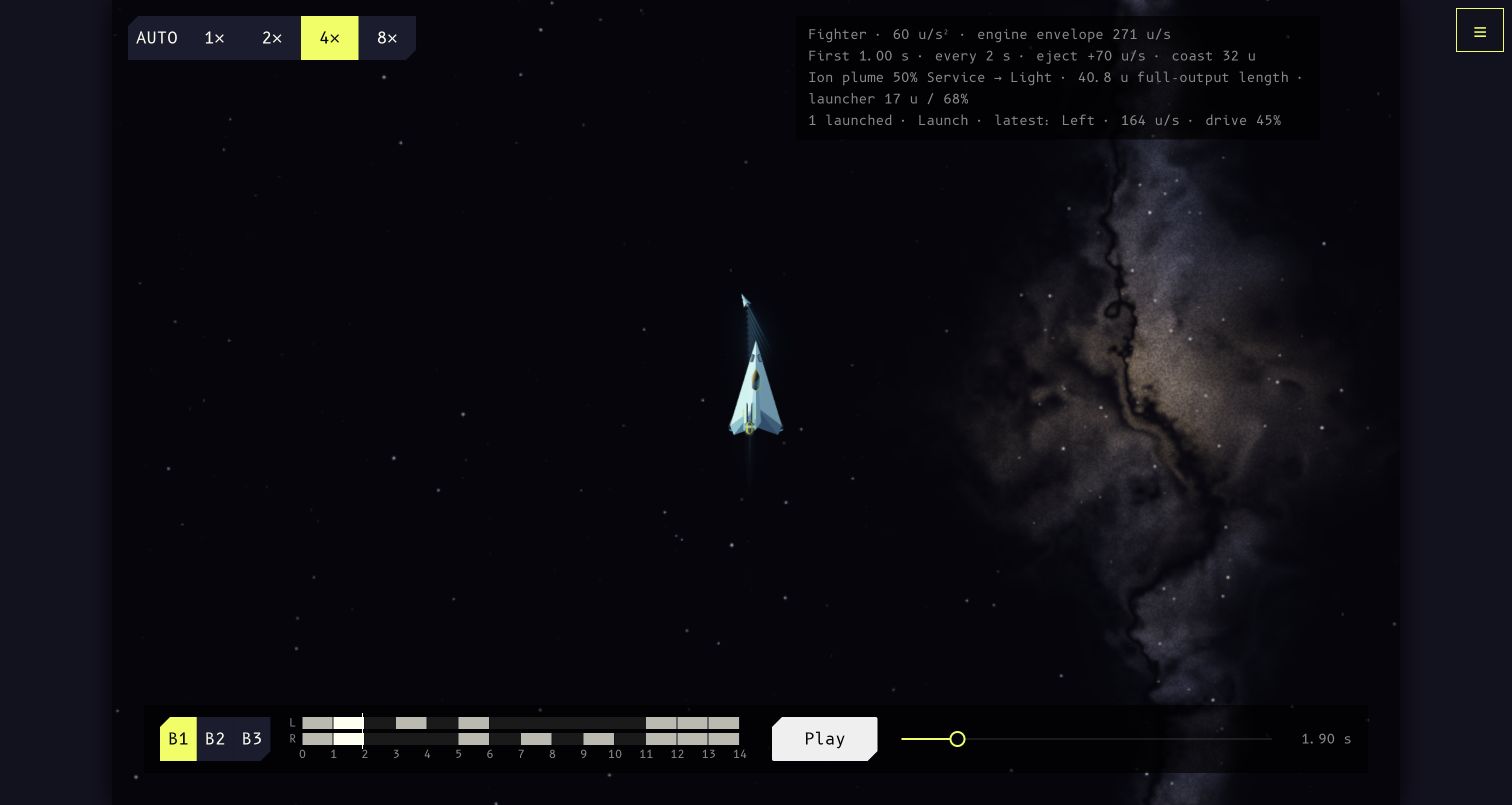 AUTO 1× 2× 4× 8×
Fighter · 60 u/s² · engine envelope 271 u/s
First 1.00 s · every 2 s · eject +70 u/s · coast 32 u
Ion plume 50% Service → Light · 40.8 u full-output length ·
launcher 17 u / 68%
1 launched · Launch · latest: Left · 164 u/s · drive 45%
B1 B2 B3
L
R
0 1 2 3 4 5 6 7 8 9 10 11 12 13 14
Play
1.90 s